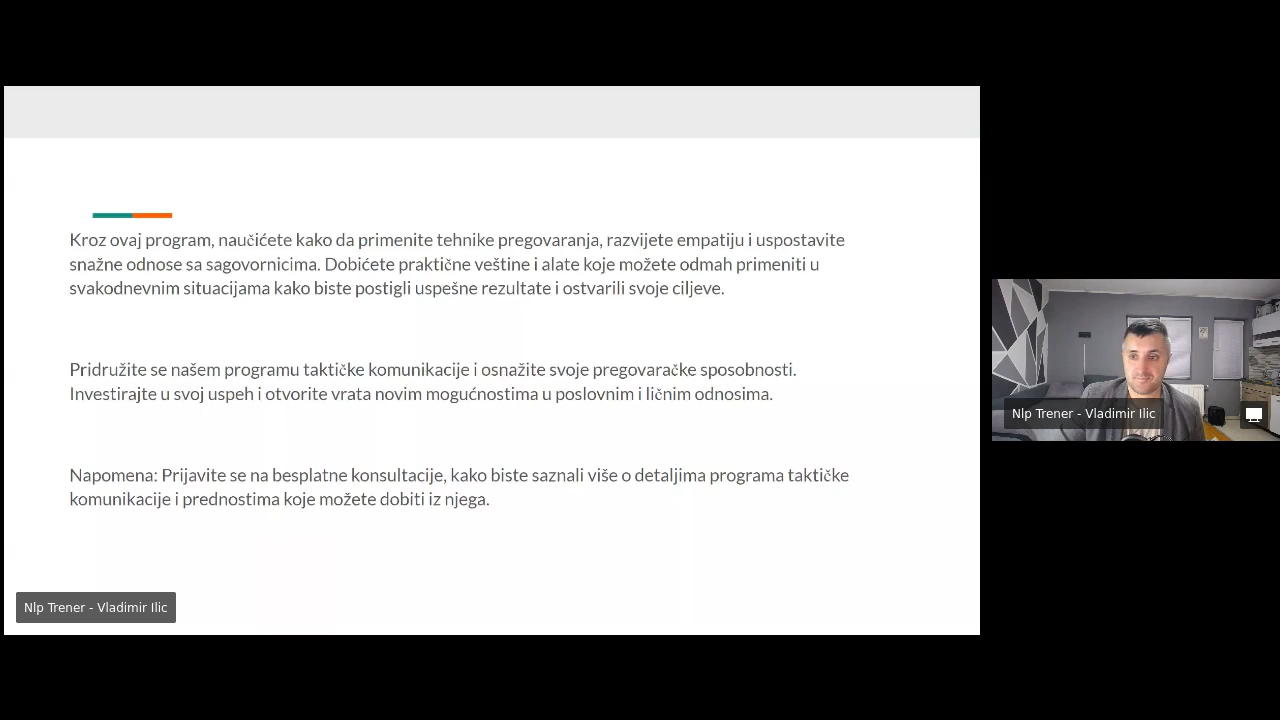 Kroz ovaj program, naučićete kako da primenite tehnike pregovaranja, razvijete empatiju i uspostavite
snažne odnose sa sagovornicima. Dobićete praktične veštine i alate koje možete odmah primeniti u
svakodnevnim situacijama kako biste postigli uspešne rezultate i ostvarili svoje ciljeve.
Pridružite se našem programu taktičke komunikacije i osnažite svoje pregovaračke sposobnosti.
Investirajte u svoj uspeh i otvorite vrata novim mogućnostima u poslovnim i ličnim odnosima.
Napomena: Prijavite se na besplatne konsultacije, kako biste saznali više o detaljima programa taktičke
komunikacije i prednostima koje možete dobiti iz njega.
Nlp Trener - Vladimir Ilic
Nlp Trener - Vladimir Ilic